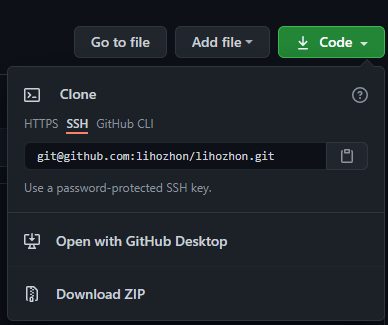 Go to file
Add file
Code
Clone
HTTPS SSH GitHub CLI
git@github.com:lihozhon/lihozhon.git
Use a password-protected SSH key.
Open with GitHub Desktop
Download ZIP